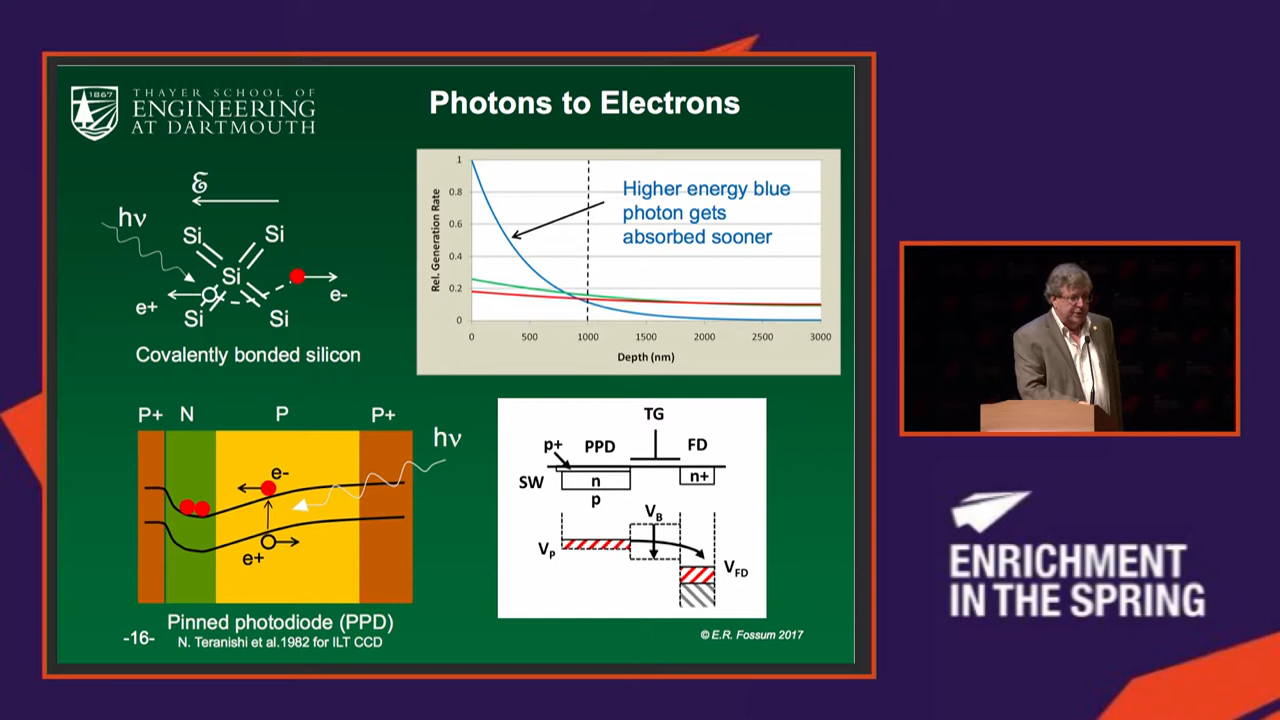 1867
THAYER SCHOOL OF
ENGINEERING
AT DARTMOUTH
Photons to Electrons
ℰ
hν
Si Si
Si
e+ e-
Si Si
Covalently bonded silicon
Rel. Generation Rate
1
0.8
0.6
0.4
0.2
0
Higher energy blue
photon gets
absorbed sooner
0 500 1000 1500 2000 2500 3000
Depth (nm)
P+ N P P+
hν
e-
e+
Pinned photodiode (PPD)
N. Teranishi et al.1982 for ILT CCD
-16-
TG
p+ PPD FD
SW n n+
p
VB
VP
VFD
© E.R. Fossum 2017
ENRICHMENT
IN THE SPRING